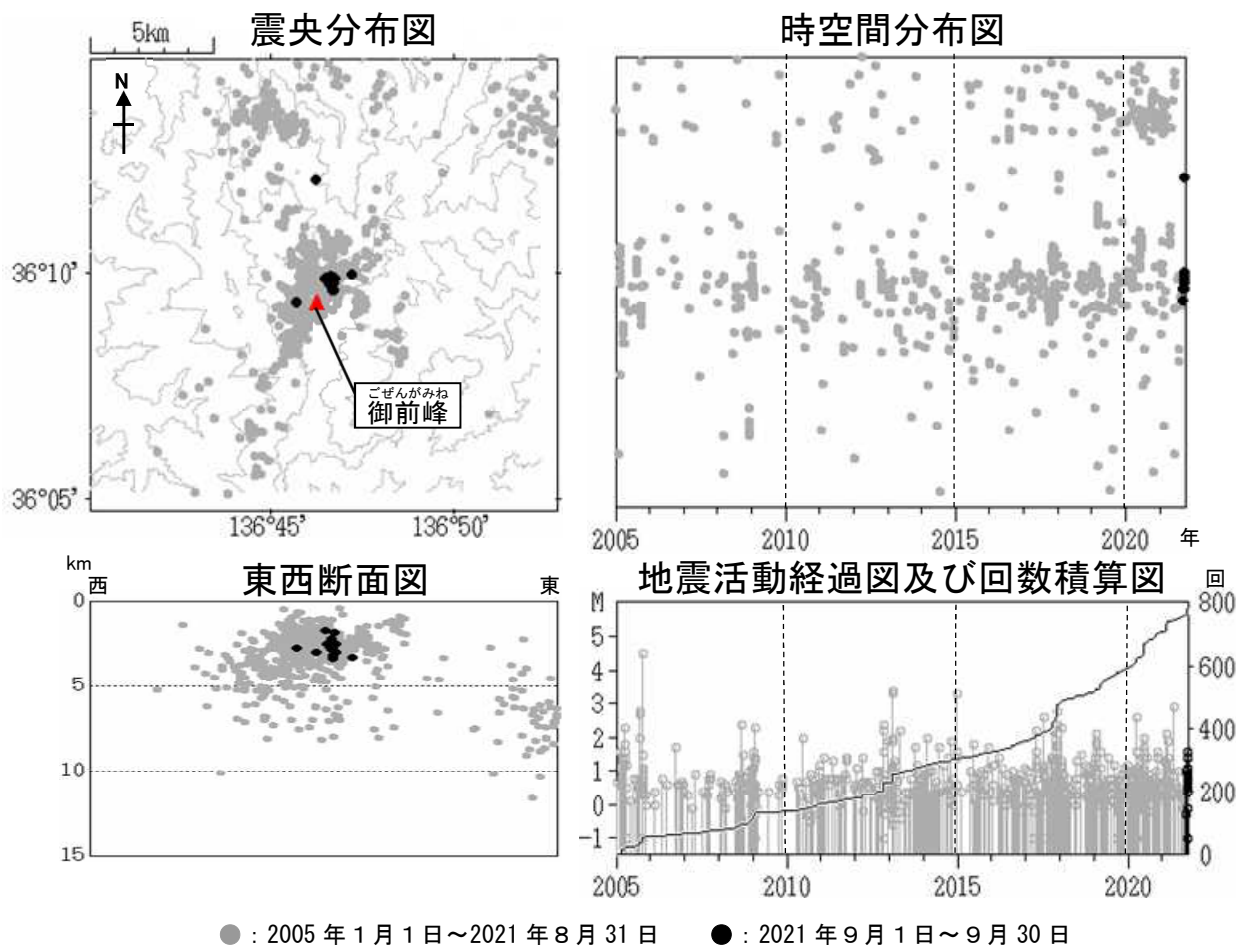 震央分布図
5km
N
36°10’
36°05’
136°45’ 136°50’
ごぜんがみね
御前峰
時空間分布図
2005 2010 2015 2020 年
東西断面図
km
西 東
0
5
10
15
地震活動経過図及び回数積算図
M 回
5
4
3
2
1
0
-1
800
600
400
200
0
2005 2010 2015 2020
：2005 年１月１日～2021 年８月 31 日
：2021 年９月１日～９月 30 日